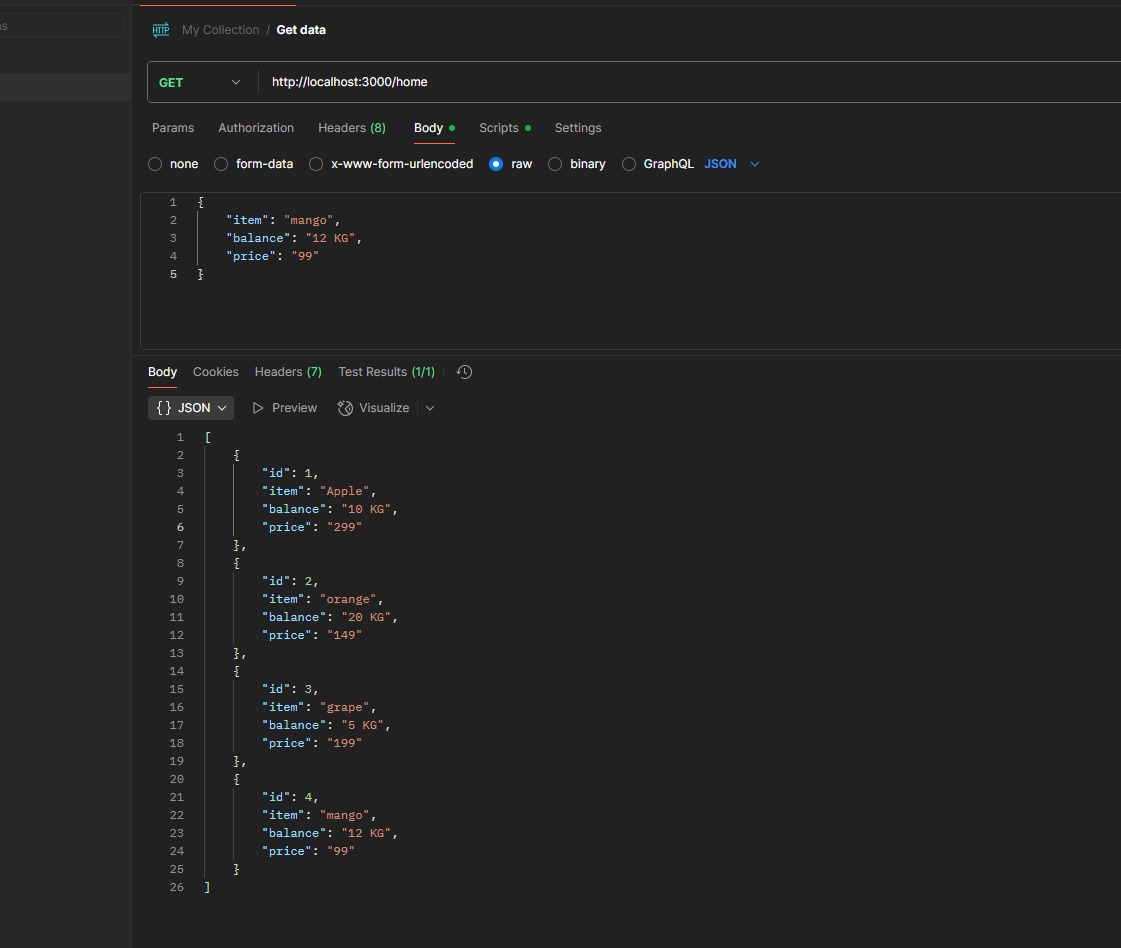 s
HTTP My Collection / Get data
GET http://localhost:3000/home
Params Authorization Headers (8) Body Scripts Settings
none form-data x-www-form-urlencoded raw binary GraphQL JSON
1 {
2 "item": "mango",
3 "balance": "12 KG",
4 "price": "99"
5 }
Body Cookies Headers (7) Test Results (1/1)
{} JSON Preview Visualize
1 [
2 {
3 "id": 1,
4 "item": "Apple",
5 "balance": "10 KG",
6 "price": "299"
7 },
8 {
9 "id": 2,
10 "item": "orange",
11 "balance": "20 KG",
12 "price": "149"
13 },
14 {
15 "id": 3,
16 "item": "grape",
17 "balance": "5 KG",
18 "price": "199"
19 },
20 {
21 "id": 4,
22 "item": "mango",
23 "balance": "12 KG",
24 "price": "99"
25 }
26 ]